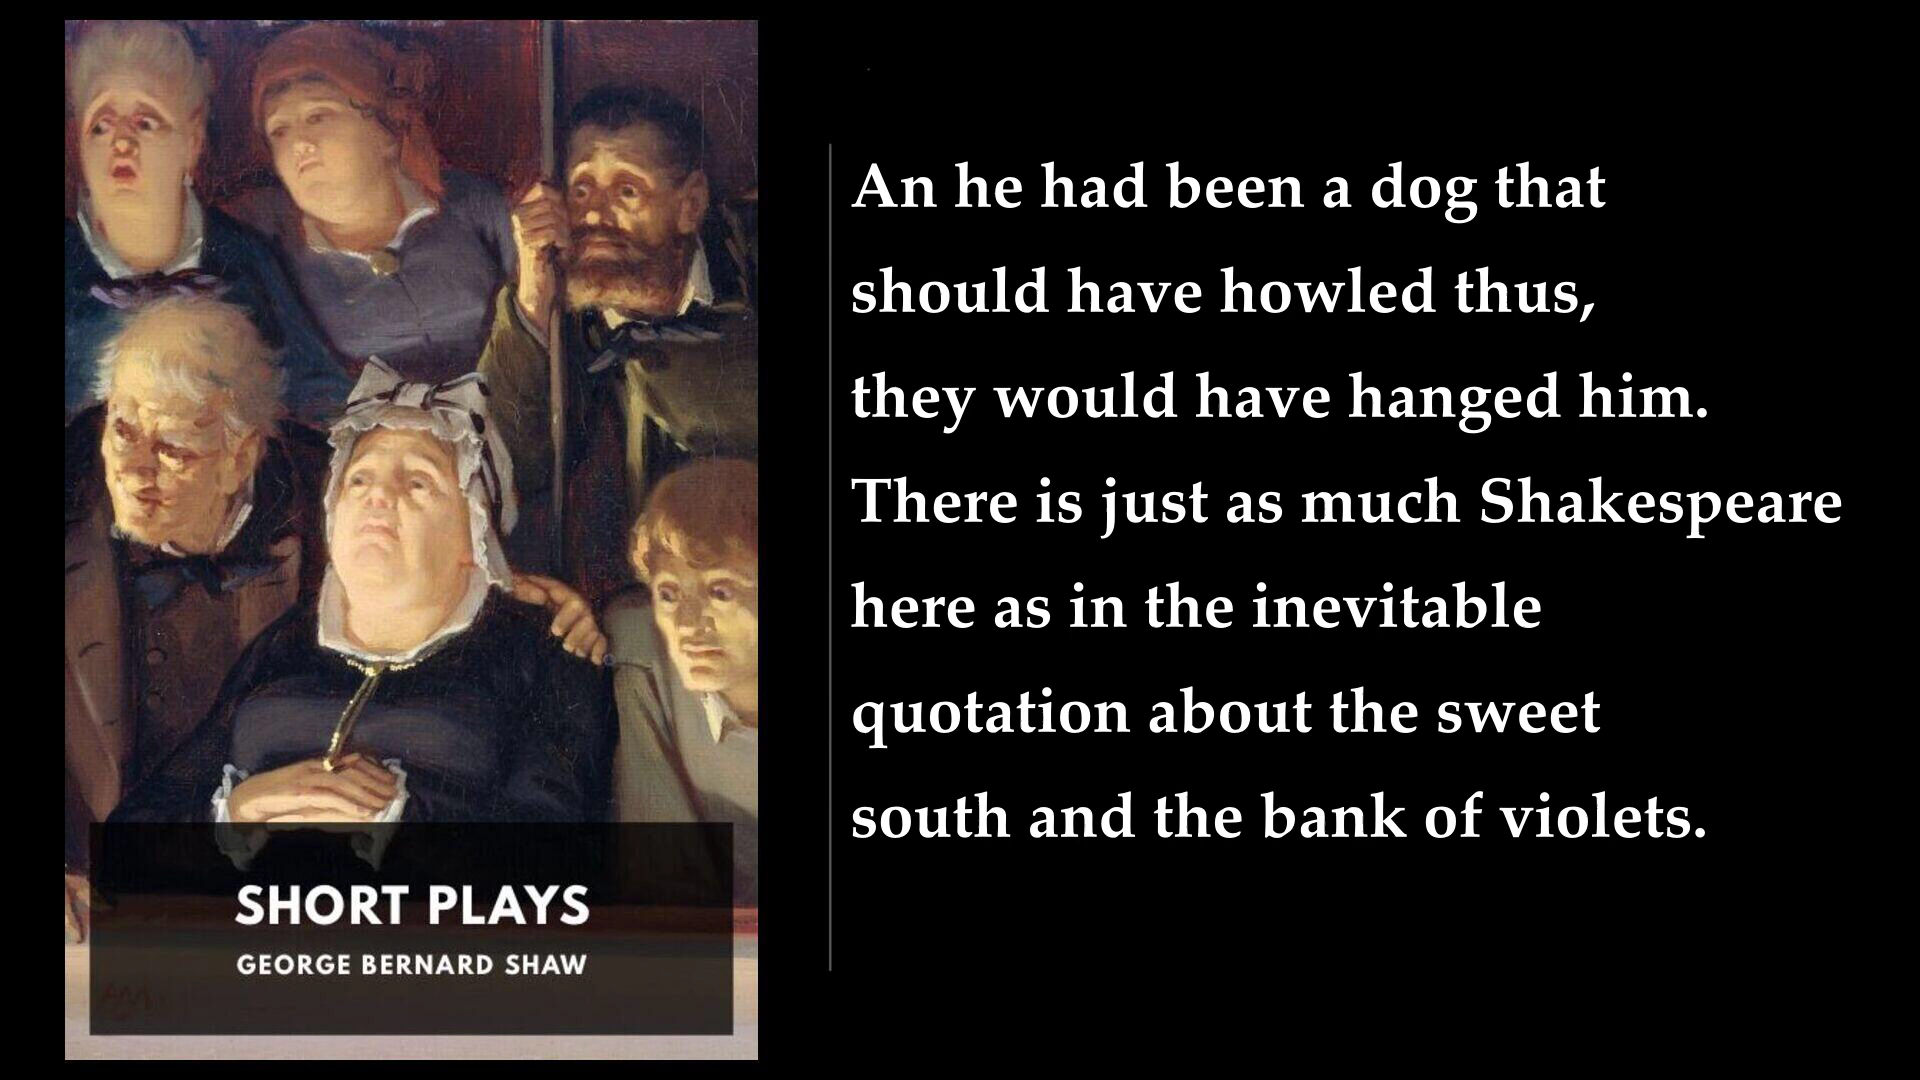 An he had been a dog that
should have howled thus,
they would have hanged him.
There is just as much Shakespeare
here as in the inevitable
quotation about the sweet
south and the bank of violets.
SHORT PLAYS
GEORGE BERNARD SHAW